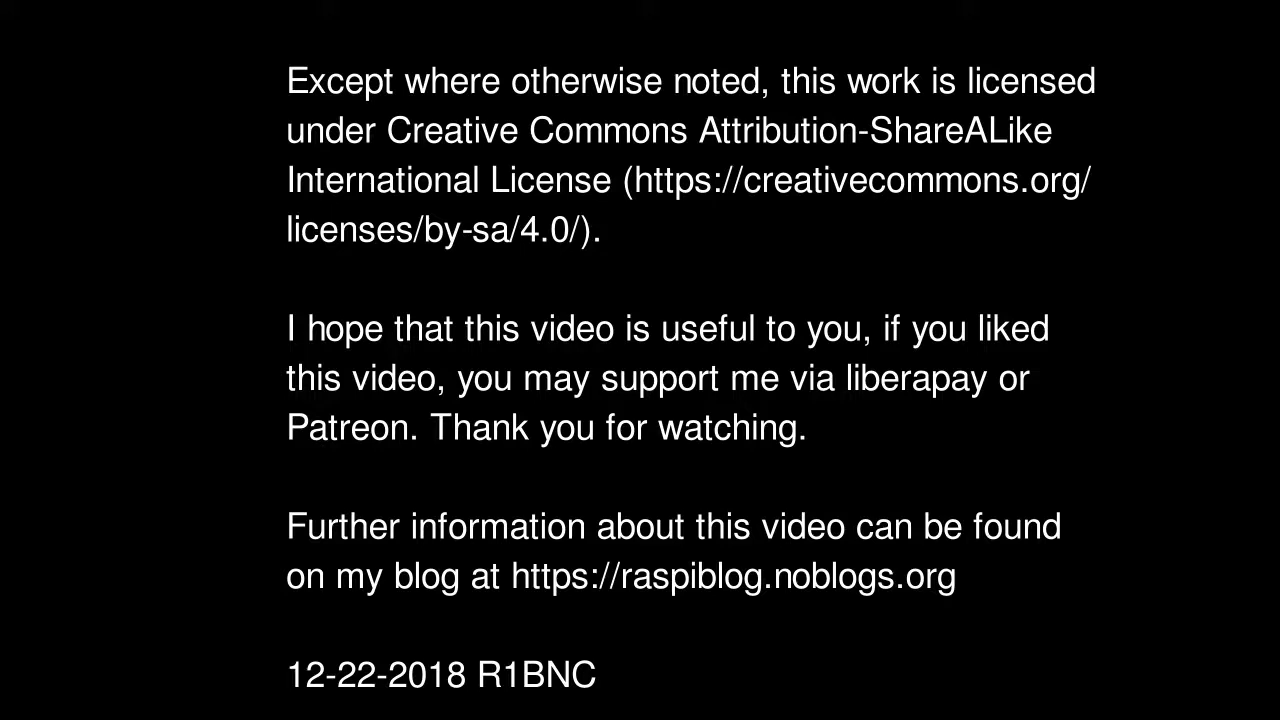 Except where otherwise noted, this work is licensed
under Creative Commons Attribution-ShareALike
International License (https://creativecommons.org/
licenses/by-sa/4.0/).
I hope that this video is useful to you, if you liked
this video, you may support me via liberapay or
Patreon. Thank you for watching.
Further information about this video can be found
on my blog at https://raspiblog.noblogs.org
12-22-2018 R1BNC